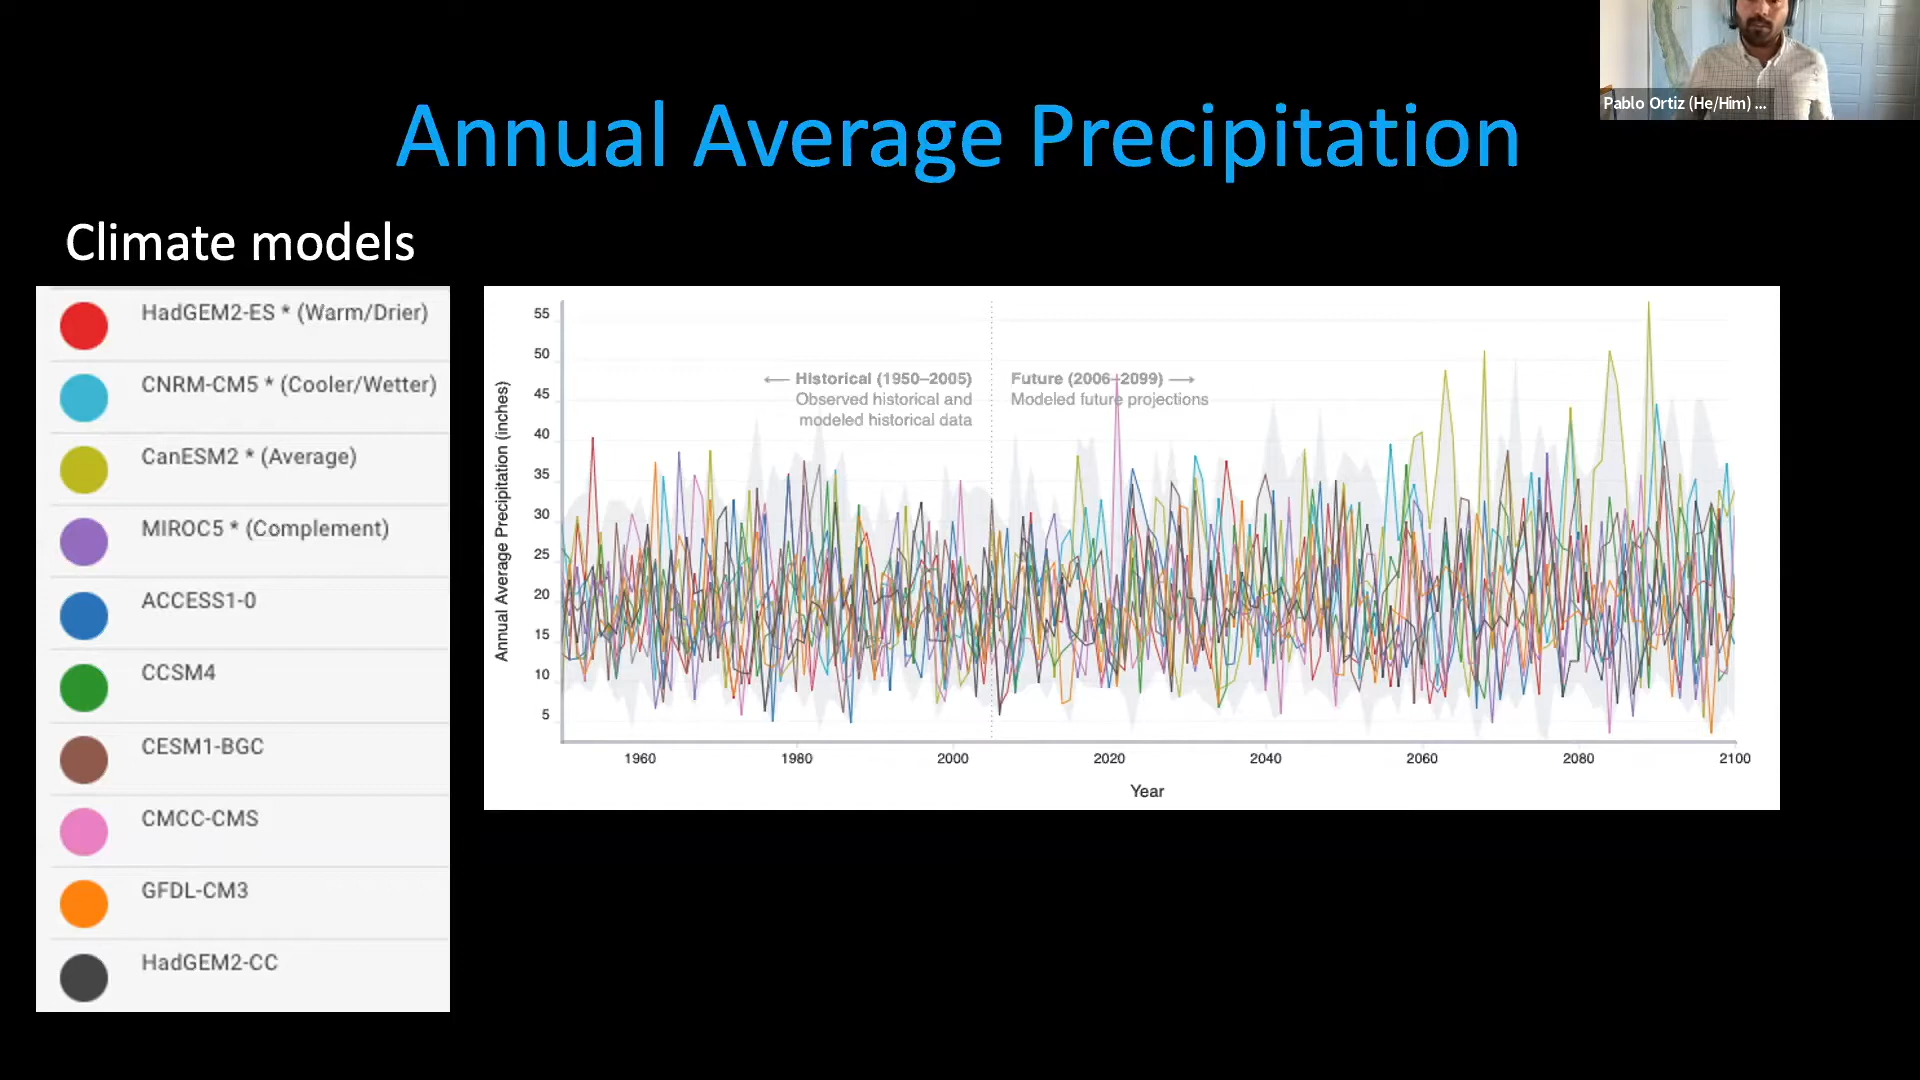 Pablo Ortiz (He/Him) ...
Annual Average Precipitation
Climate models
HadGEM2-ES * (Warm/Drier)
CNRM-CM5 * (Cooler/Wetter)
CanESM2 * (Average)
MIROC5 * (Complement)
ACCESS1-0
CCSM4
CESM1-BGC
CMCC-CMS
GFDL-CM3
HadGEM2-CC
Annual Average Precipitation (inches)
55
50
45
40
35
30
25
20
15
10
5
← Historical (1950–2005)
Observed historical and
modeled historical data
Future (2006–2099) →
Modeled future projections
1960 1980 2000 2020 2040 2060 2080 2100
Year